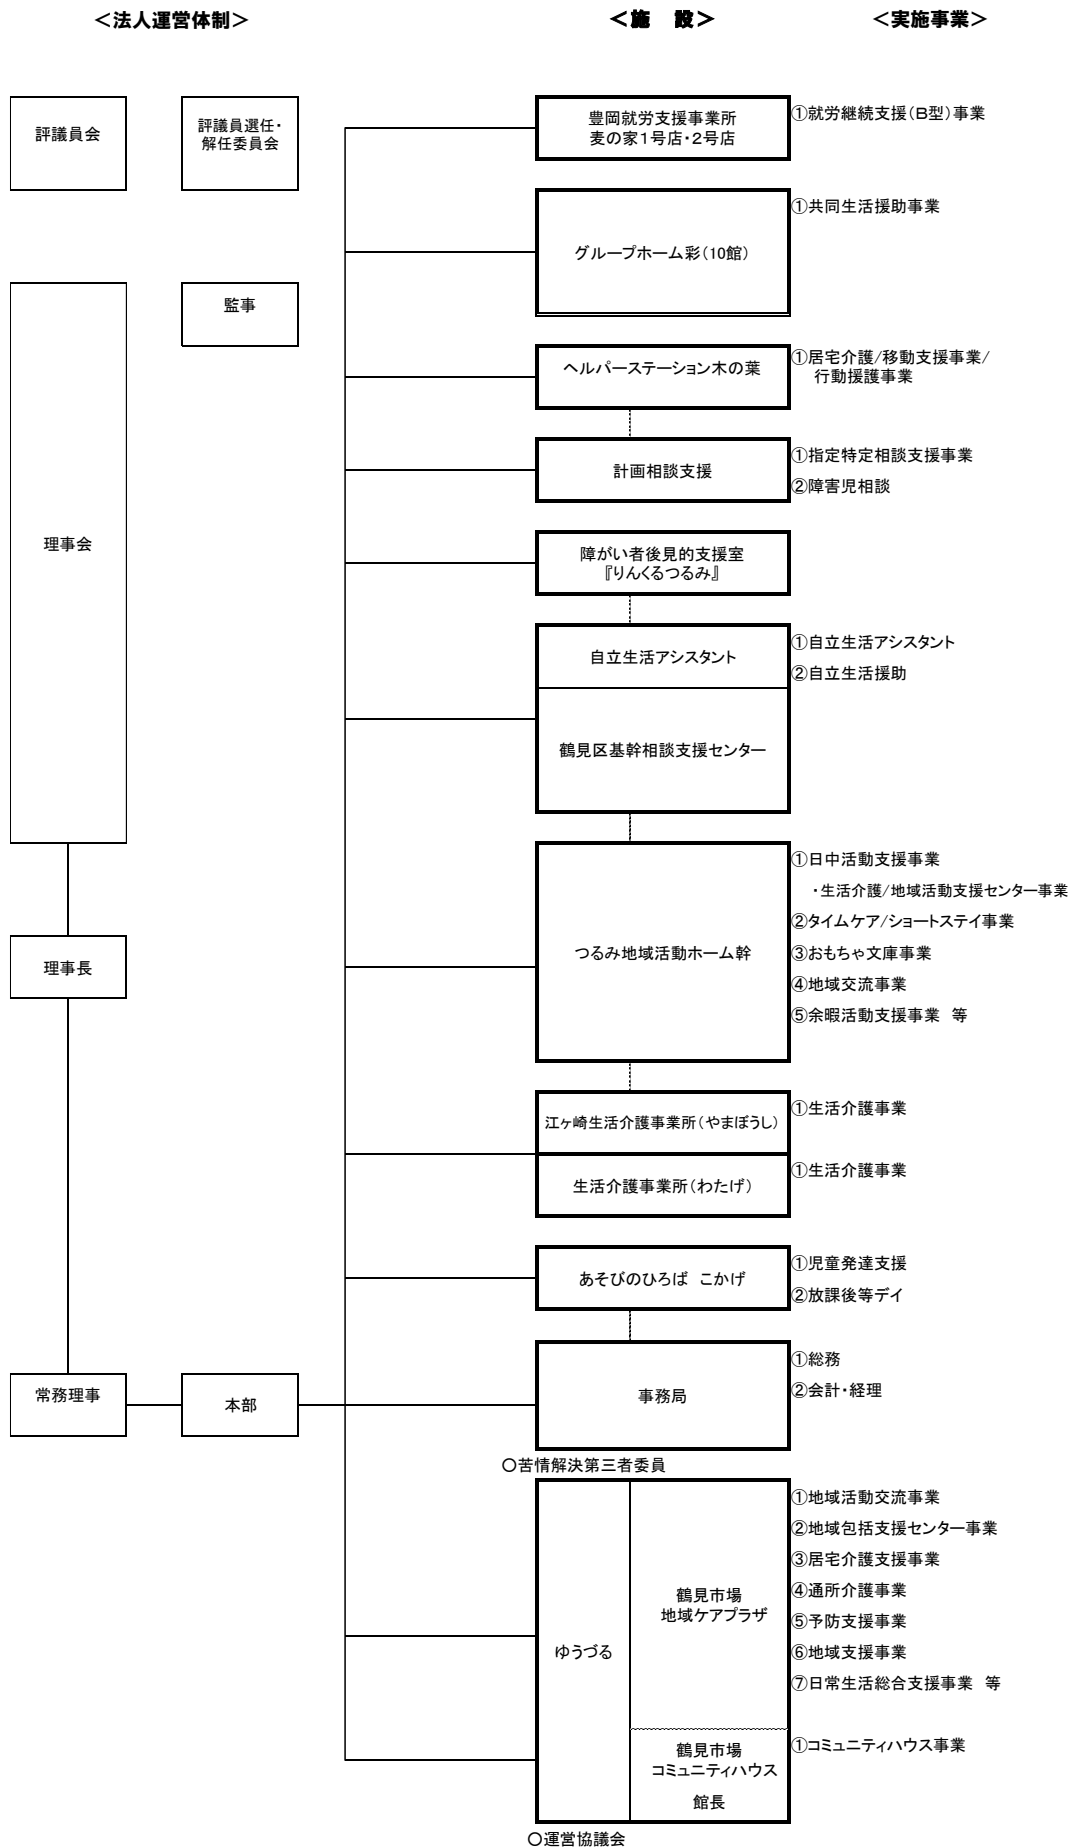 ＜法人運営体制＞
＜施　設＞
＜実施事業＞
評議員会
評議員選任・
解任委員会
監事
理事会
理事長
常務理事
本部
豊岡就労支援事業所
麦の家１号店・２号店
①就労継続支援（Ｂ型）事業
グループホーム彩（10館）
①共同生活援助事業
ヘルパーステーション木の葉
①居宅介護/移動支援事業/
行動援護事業
計画相談支援
①指定特定相談支援事業
②障害児相談
障がい者後見的支援室
『りんくるつるみ』
自立生活アシスタント
①自立生活アシスタント
②自立生活援助
鶴見区基幹相談支援センター
つるみ地域活動ホーム幹
①日中活動支援事業
・生活介護/地域活動支援センター事業
②タイムケア/ショートステイ事業
③おもちゃ文庫事業
④地域交流事業
⑤余暇活動支援事業　等
江ヶ崎生活介護事業所（やまぼうし）
①生活介護事業
生活介護事業所（わたげ）
①生活介護事業
あそびのひろば　こかげ
①児童発達支援
②放課後等デイ
事務局
①総務
②会計・経理
〇苦情解決第三者委員
ゆうづる
鶴見市場
地域ケアプラザ
①地域活動交流事業
②地域包括支援センター事業
③居宅介護支援事業
④通所介護事業
⑤予防支援事業
⑥地域支援事業
⑦日常生活総合支援事業　等
鶴見市場
コミュニティハウス
館長
①コミュニティハウス事業
〇運営協議会